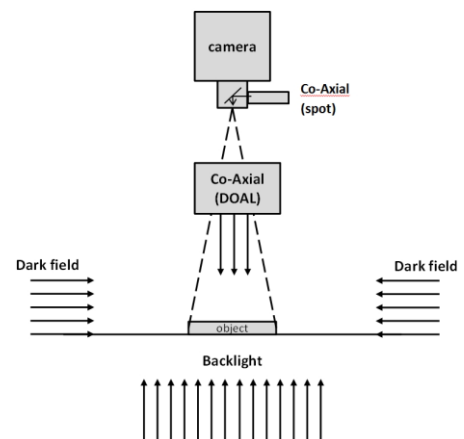 camera
Co-Axial
(spot)
Co-Axial
(DOAL)
Dark field
Dark field
object
Backlight